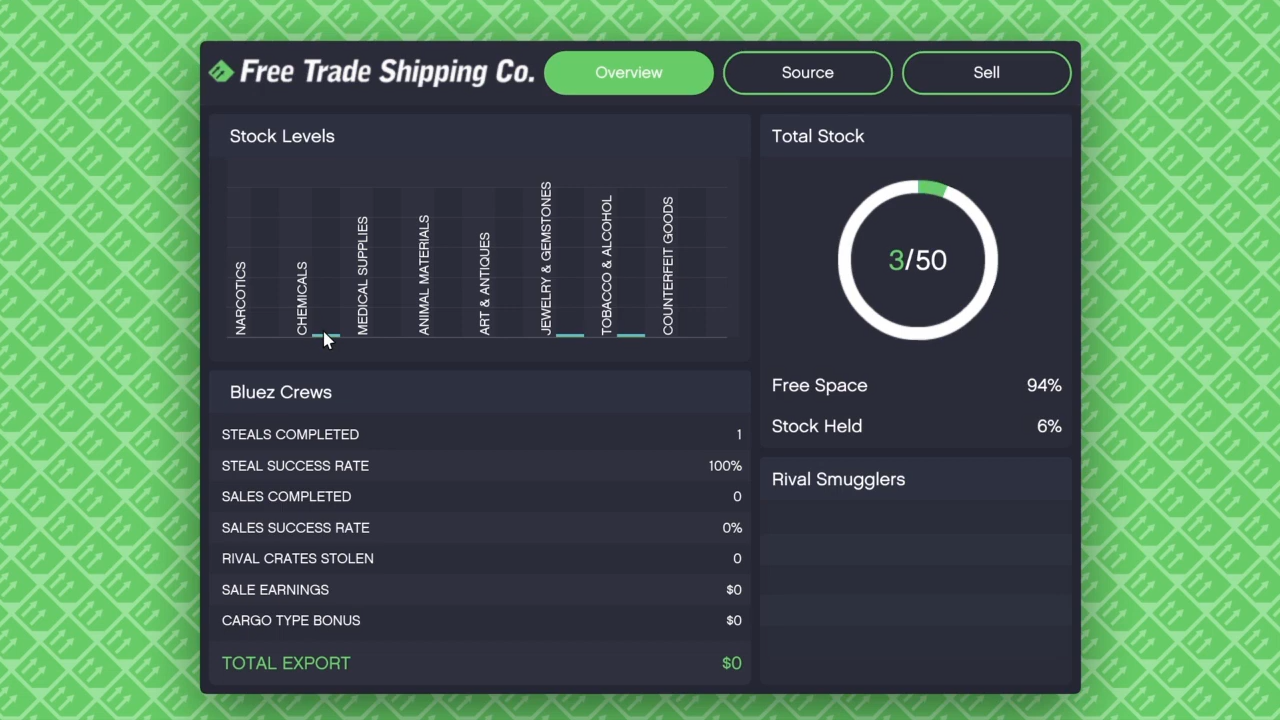 Free Trade Shipping Co.
Overview
Source
Sell
Stock Levels
NARCOTICS
CHEMICALS
MEDICAL SUPPLIES
ANIMAL MATERIALS
ART & ANTIQUES
JEWELRY & GEMSTONES
TOBACCO & ALCOHOL
COUNTERFEIT GOODS
Total Stock
3/50
Free Space 94%
Stock Held 6%
Bluez Crews
STEALS COMPLETED 1
STEAL SUCCESS RATE 100%
SALES COMPLETED 0
SALES SUCCESS RATE 0%
RIVAL CRATES STOLEN 0
SALE EARNINGS $0
CARGO TYPE BONUS $0
TOTAL EXPORT $0
Rival Smugglers